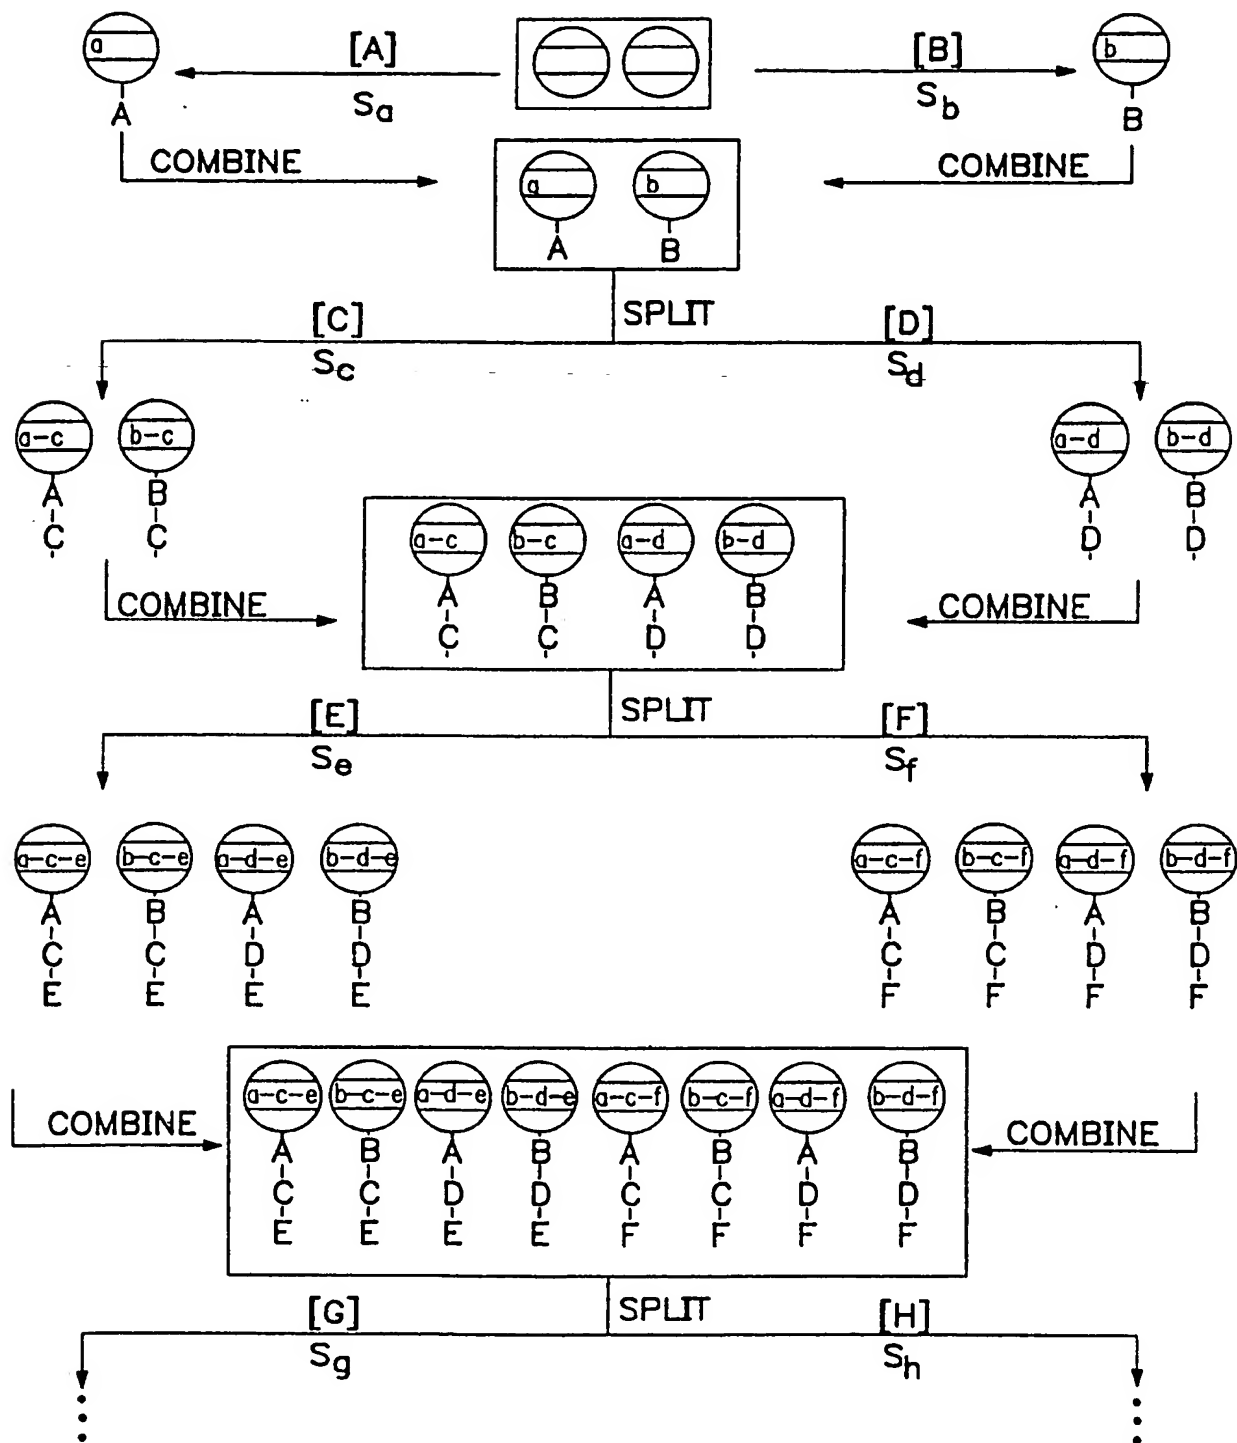 a [A] [B] b
Sa Sb
A B
COMBINE COMBINE
a b
A B
[C] SPLIT [D]
Sc Sd
a-c b-c a-d b-d
A B A B
C C D D
a-c b-c a-d b-d
COMBINE A B A B COMBINE
C C D D
[E] SPLIT [F]
Se Sf
a-c-e b-c-e a-d-e b-d-e a-c-f b-c-f a-d-f b-d-f
A B A B A B A B
C C D D C C D D
E E E E F F F F
a-c-e b-c-e a-d-e b-d-e a-c-f b-c-f a-d-f b-d-f
COMBINE COMBINE
A B A B A B A B
C C D D C C D D
E E E E F F F F
[G] SPLIT [H]
Sg Sh